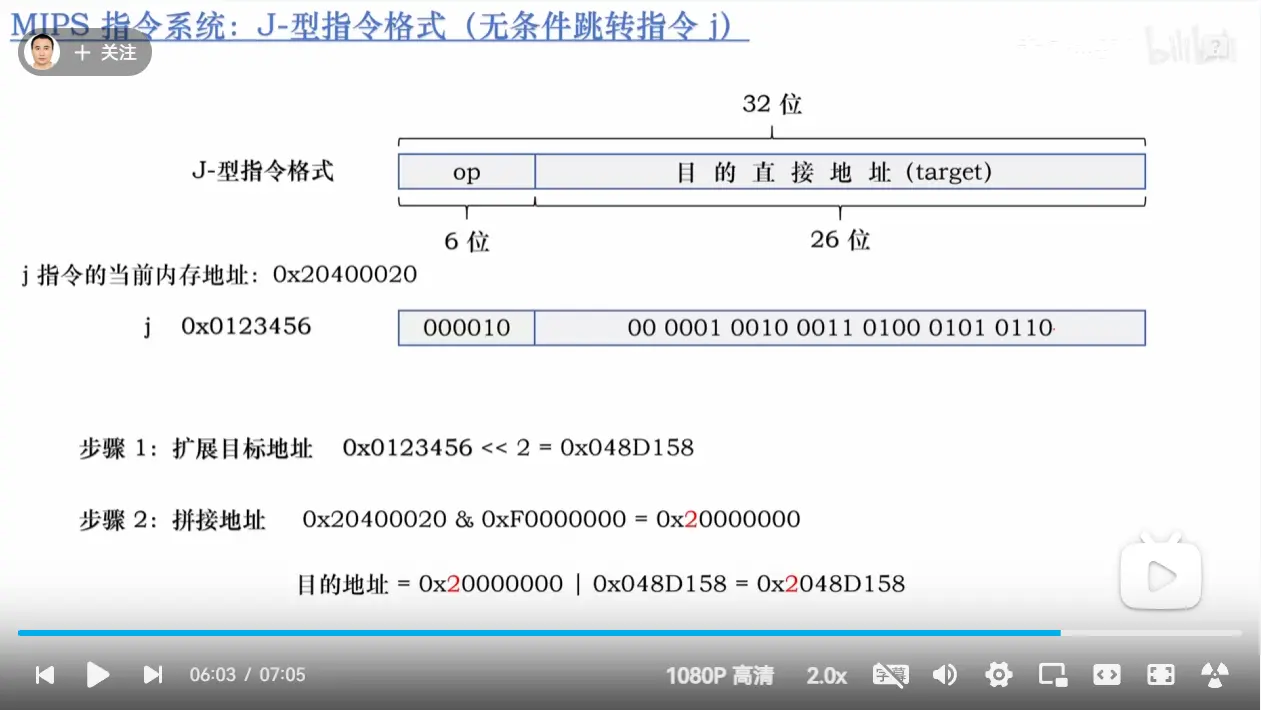 MIPS 指令系统：J-型指令格式（无条件跳转指令 j）
＋ 关注
32 位
J-型指令格式
op
目的直接地址（target）
6 位
26 位
j 指令的当前内存地址：0x20400020
j 0x0123456
000010
00 0001 0010 0011 0100 0101 0110
步骤 1：扩展目标地址 0x0123456 << 2 = 0x048D158
步骤 2：拼接地址 0x20400020 & 0xF0000000 = 0x20000000
目的地址 = 0x20000000 | 0x048D158 = 0x2048D158
06:03 / 07:05
1080P 高清
2.0x
字幕